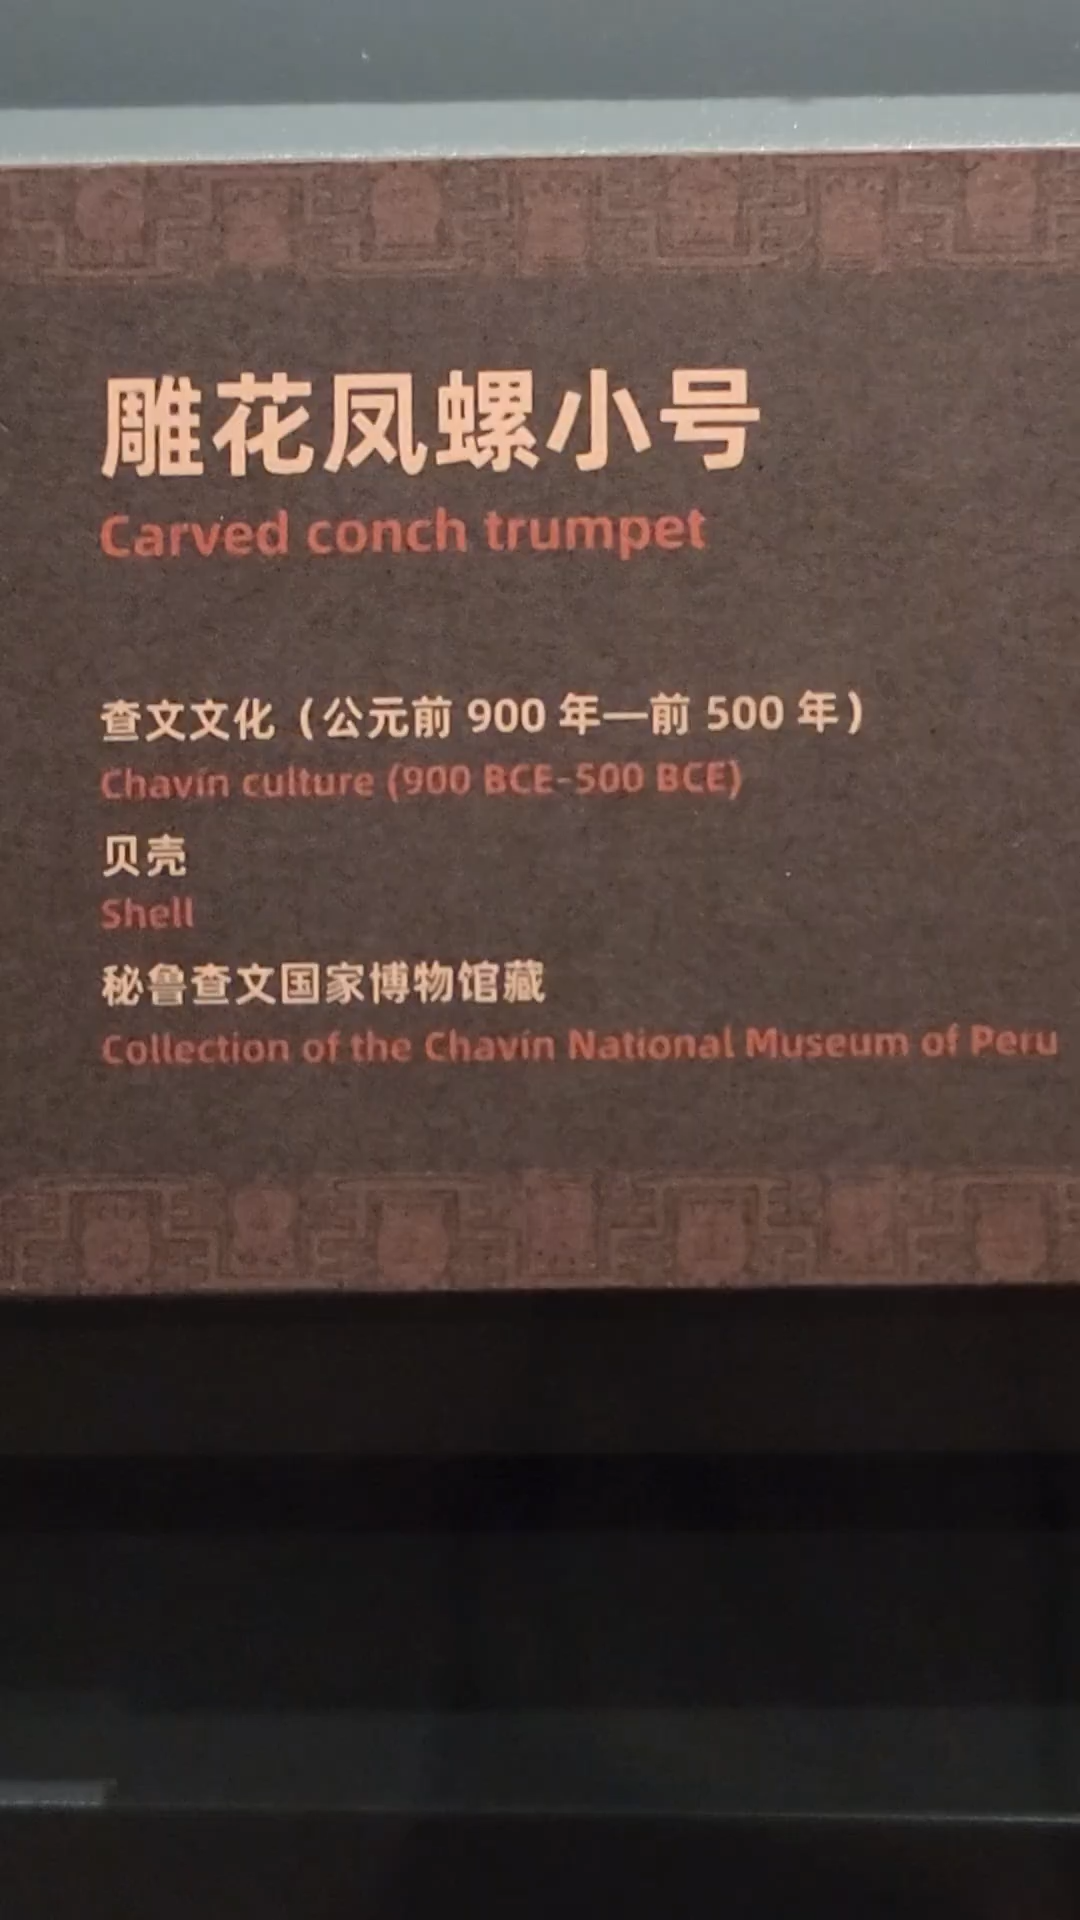 雕花凤螺小号
Carved conch trumpet
查文文化（公元前 900 年—前 500 年）
Chavín culture (900 BCE-500 BCE)
贝壳
Shell
秘鲁查文国家博物馆藏
Collection of the Chavín National Museum of Peru